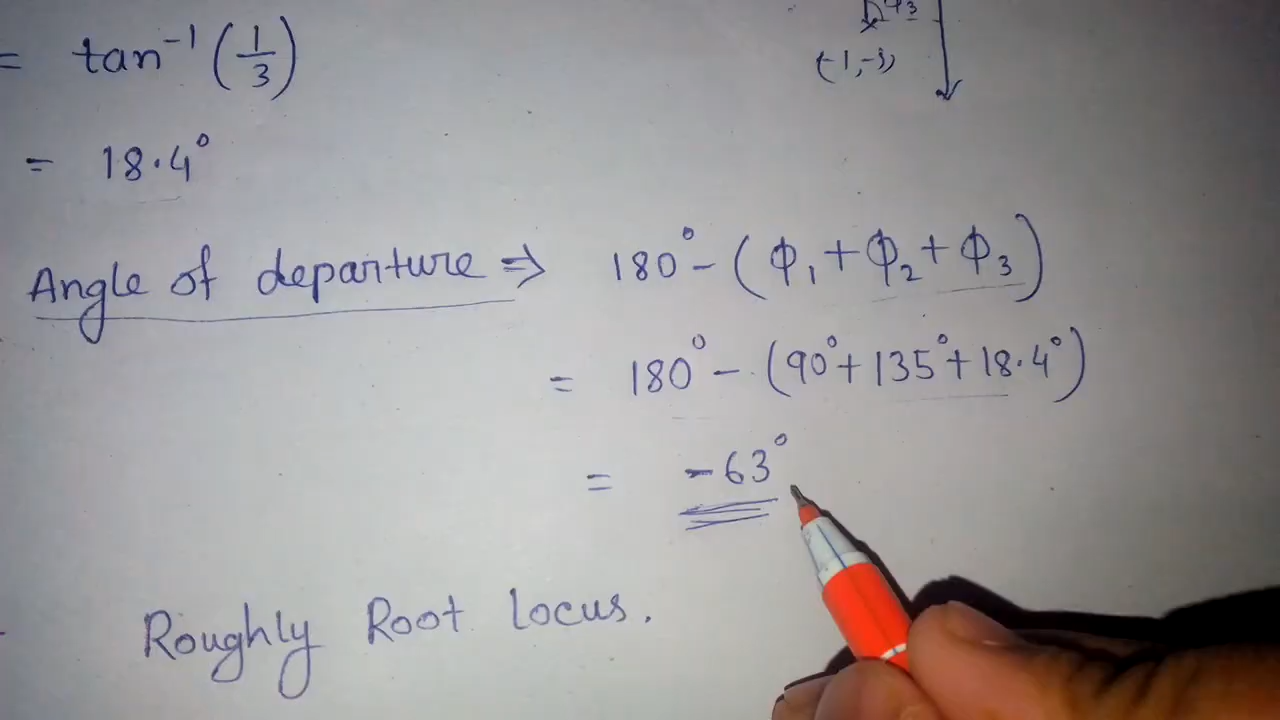 = tan⁻¹(1/3)
(-1,-j)
= 18.4°
Angle of departure ⇒ 180° - (ϕ₁ + ϕ₂ + ϕ₃)
= 180° - (90° + 135° + 18.4°)
= -63°
Roughly Root locus.